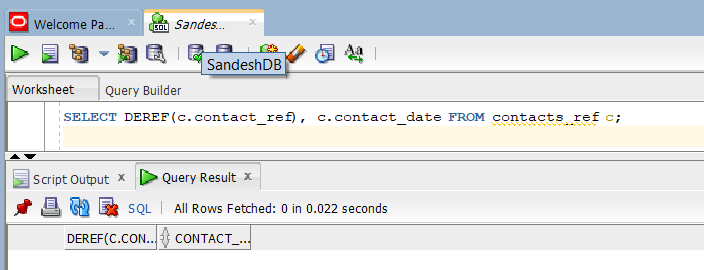 Welcome Pa...
Sandes...
SQL
SandeshDB
Worksheet
Query Builder
SELECT DEREF(c.contact_ref), c.contact_date FROM contacts_ref c;
Script Output
Query Result
SQL
All Rows Fetched: 0 in 0.022 seconds
DEREF(C.CON...
CONTACT_...